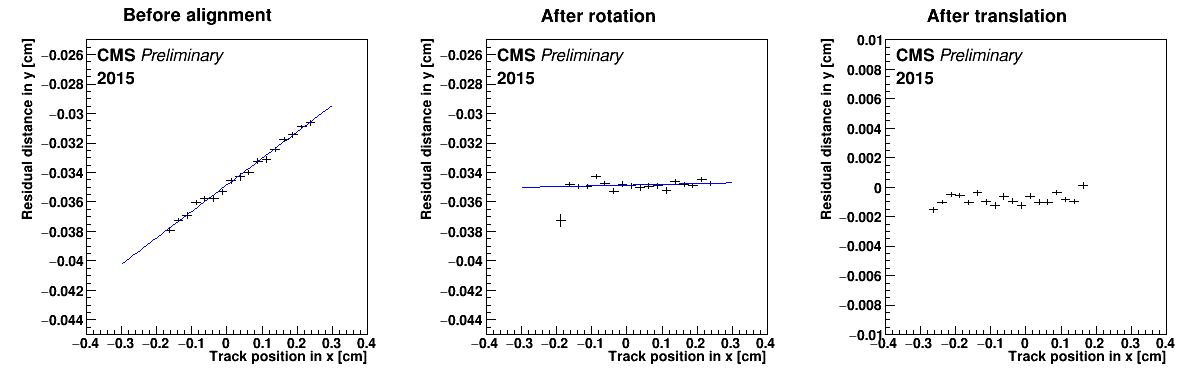 Before alignment
Residual distance in y [cm]
CMS Preliminary
2015
−0.026
−0.028
−0.03
−0.032
−0.034
−0.036
−0.038
−0.04
−0.042
−0.044
−0.4 −0.3 −0.2 −0.1 0 0.1 0.2 0.3 0.4
Track position in x [cm]
After rotation
Residual distance in y [cm]
CMS Preliminary
2015
−0.026
−0.028
−0.03
−0.032
−0.034
−0.036
−0.038
−0.04
−0.042
−0.044
−0.4 −0.3 −0.2 −0.1 0 0.1 0.2 0.3 0.4
Track position in x [cm]
After translation
Residual distance in y [cm]
CMS Preliminary
2015
0.01
0.008
0.006
0.004
0.002
0
−0.002
−0.004
−0.006
−0.008
−0.01
−0.4 −0.3 −0.2 −0.1 0 0.1 0.2 0.3 0.4
Track position in x [cm]